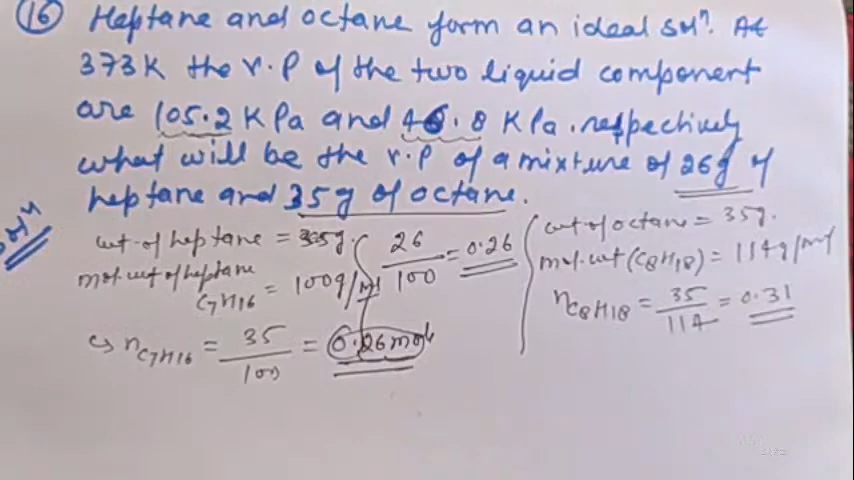 16 Heptane and octane form an ideal solⁿ. At
373K the V.P of the two liquid component
are 105.2 KPa and 46.8 KPa respectively
what will be the V.P of a mixture of 26g of
heptane and 35g of octane.
wt of heptane = 35g.
mol. wt of heptane
C7H16 = 100g/mol
26/100 = 0.26
↳ nC7H16 = 35/100 = 0.26 mole
wt of octane = 35g.
mol. wt (C8H18) = 114g/mol
nC8H18 = 35/114 = 0.31